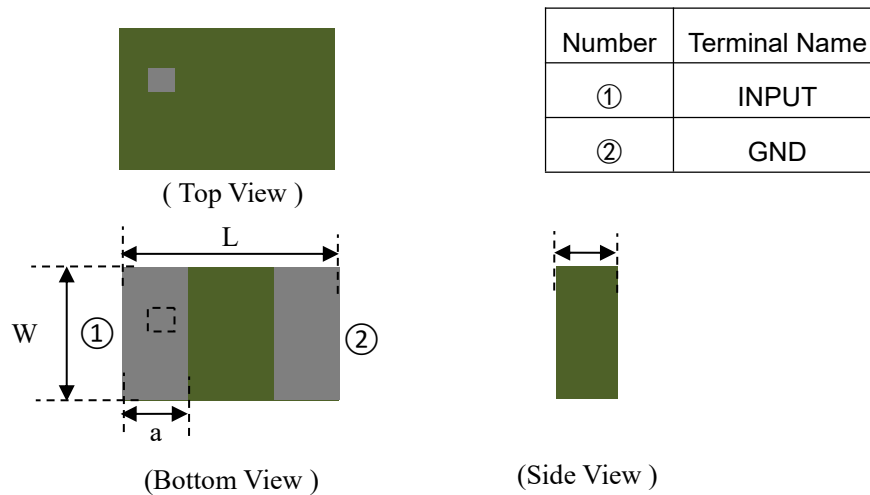 Number Terminal Name
① INPUT
② GND
( Top View )
L
W ① ②
a
(Bottom View )
(Side View )